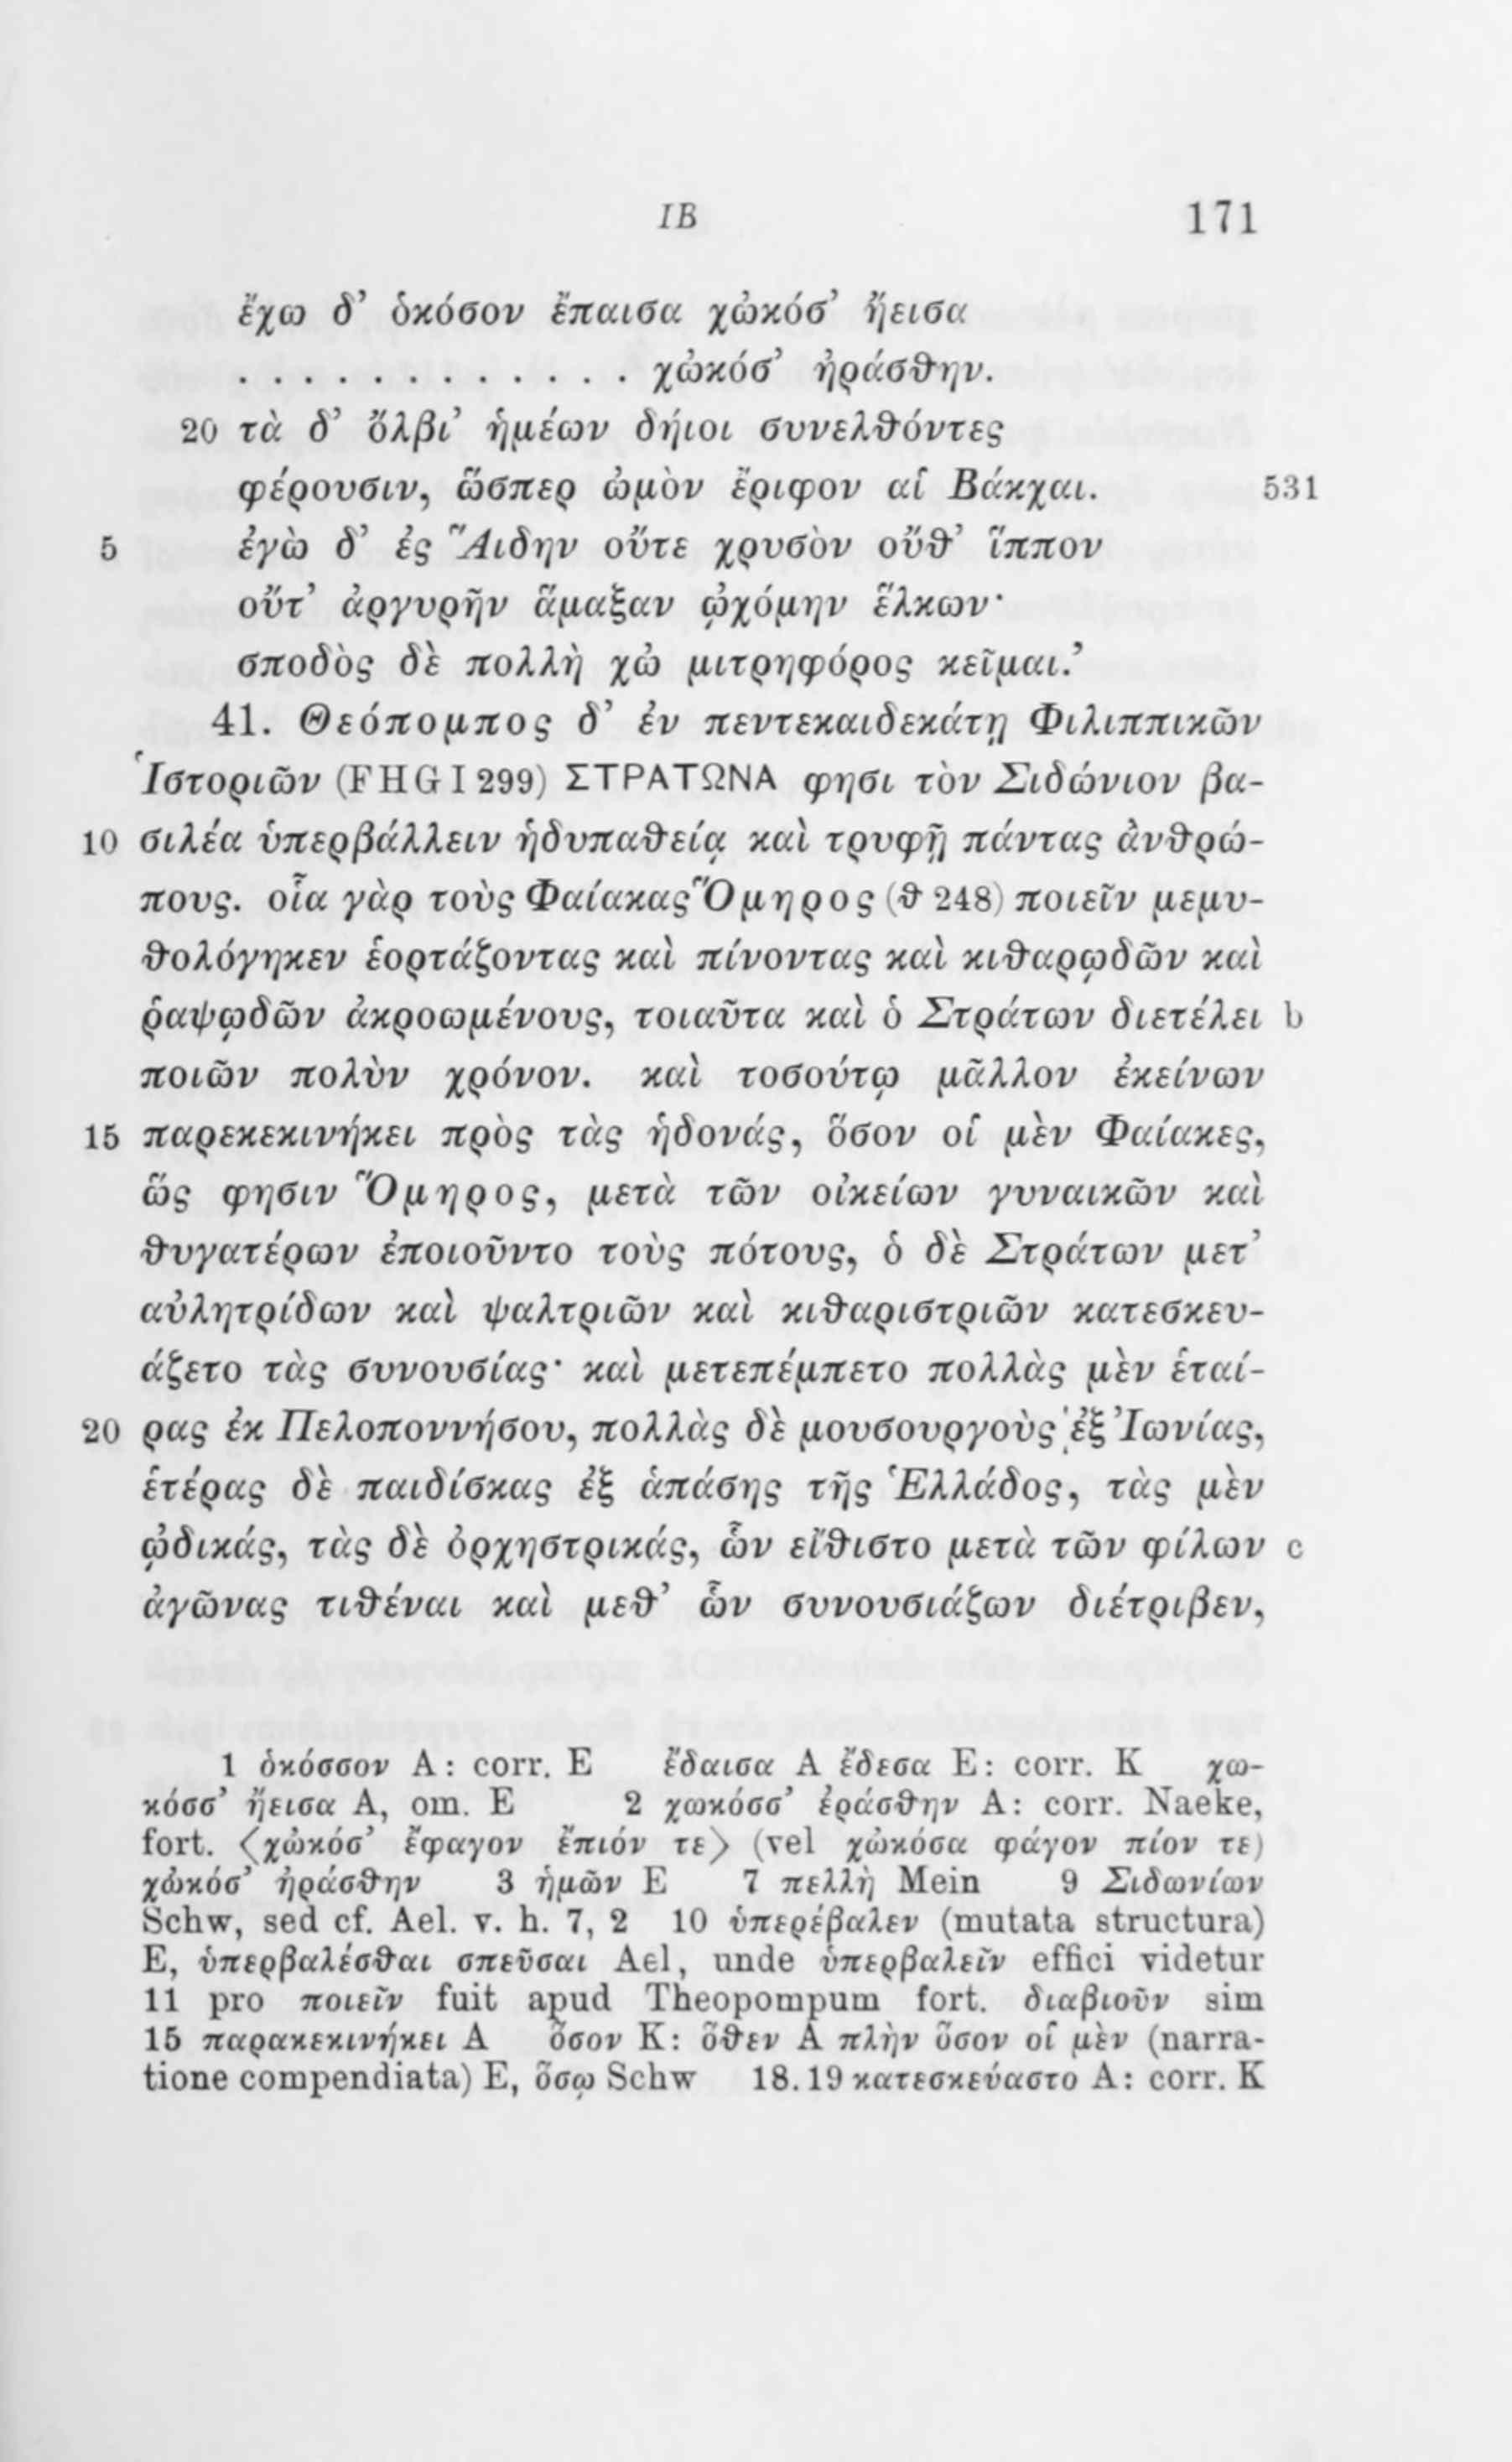 IB 171
ἔχω δ’ ὁκόσον ἔπαισα χὠκόσ’ ἤεισα
. . . . . . . . . . . . χὠκόσ’ ἠράσθην.
20 τὰ δ’ ὄλβι’ ἡμέων δήιοι συνελθόντες
φέρουσιν, ὥσπερ ὠμὸν ἔριφον αἱ Βάκχαι. 531
5 ἐγὼ δ’ ἐς Ἅιδην οὔτε χρυσὸν οὔθ’ ἵππον
οὔτ’ ἀργυρῆν ἅμαξαν ᾠχόμην ἕλκων·
σποδὸς δὲ πολλὴ χὠ μιτρηφόρος κεῖμαι.’
41. Θεόπομπος δ’ ἐν πεντεκαιδεκάτῃ Φιλιππικῶν
Ἱστοριῶν (FHG I 299) ΣΤΡΑΤΩΝΑ φησι τὸν Σιδώνιον βα-
10 σιλέα ὑπερβάλλειν ἡδυπαθείᾳ καὶ τρυφῇ πάντας ἀνθρώ-
πους. οἷα γὰρ τοὺς Φαίακας Ὅμηρος (θ 248) ποιεῖν μεμυ-
θολόγηκεν ἑορτάζοντας καὶ πίνοντας καὶ κιθαρῳδῶν καὶ
ῥαψῳδῶν ἀκροωμένους, τοιαῦτα καὶ ὁ Στράτων διετέλει b
ποιῶν πολὺν χρόνον. καὶ τοσούτῳ μᾶλλον ἐκείνων
15 παρεκεκινήκει πρὸς τὰς ἡδονάς, ὅσον οἱ μὲν Φαίακες,
ὥς φησιν Ὅμηρος, μετὰ τῶν οἰκείων γυναικῶν καὶ
θυγατέρων ἐποιοῦντο τοὺς πότους, ὁ δὲ Στράτων μετ’
αὐλητρίδων καὶ ψαλτριῶν καὶ κιθαριστριῶν κατεσκευ-
άζετο τὰς συνουσίας· καὶ μετεπέμπετο πολλὰς μὲν ἑταί-
20 ρας ἐκ Πελοποννήσου, πολλὰς δὲ μουσουργοὺς ἐξ Ἰωνίας,
ἑτέρας δὲ παιδίσκας ἐξ ἁπάσης τῆς Ἑλλάδος, τὰς μὲν
ᾠδικάς, τὰς δὲ ὀρχηστρικάς, ὧν εἴθιστο μετὰ τῶν φίλων c
ἀγῶνας τιθέναι καὶ μεθ’ ὧν συνουσιάζων διέτριβεν,
1 ὁκόσσον A: corr. E ἔδαισα A ἔδεσα E: corr. K χω-
κόσσ’ ἤεισα A, om. E 2 χωκόσσ’ ἐράσθην A: corr. Naeke,
fort. 〈χὠκόσ’ ἔφαγον ἔπιόν τε〉 (vel χὠκόσα φάγον πίον τε)
χὠκόσ’ ἠράσθην 3 ἡμῶν E 7 πελλὴ Mein 9 Σιδωνίων
Schw, sed cf. Ael. v. h. 7, 2 10 ὑπερέβαλεν (mutata structura)
E, ὑπερβαλέσθαι σπεῦσαι Ael, unde ὑπερβαλεῖν effici videtur
11 pro ποιεῖν fuit apud Theopompum fort. διαβιοῦν sim
15 παρακεκινήκει A ὅσον K: ὅθεν A πλὴν ὅσον οἱ μὲν (narra-
tione compendiata) E, ὅσῳ Schw 18.19 κατεσκεύαστο A: corr. K